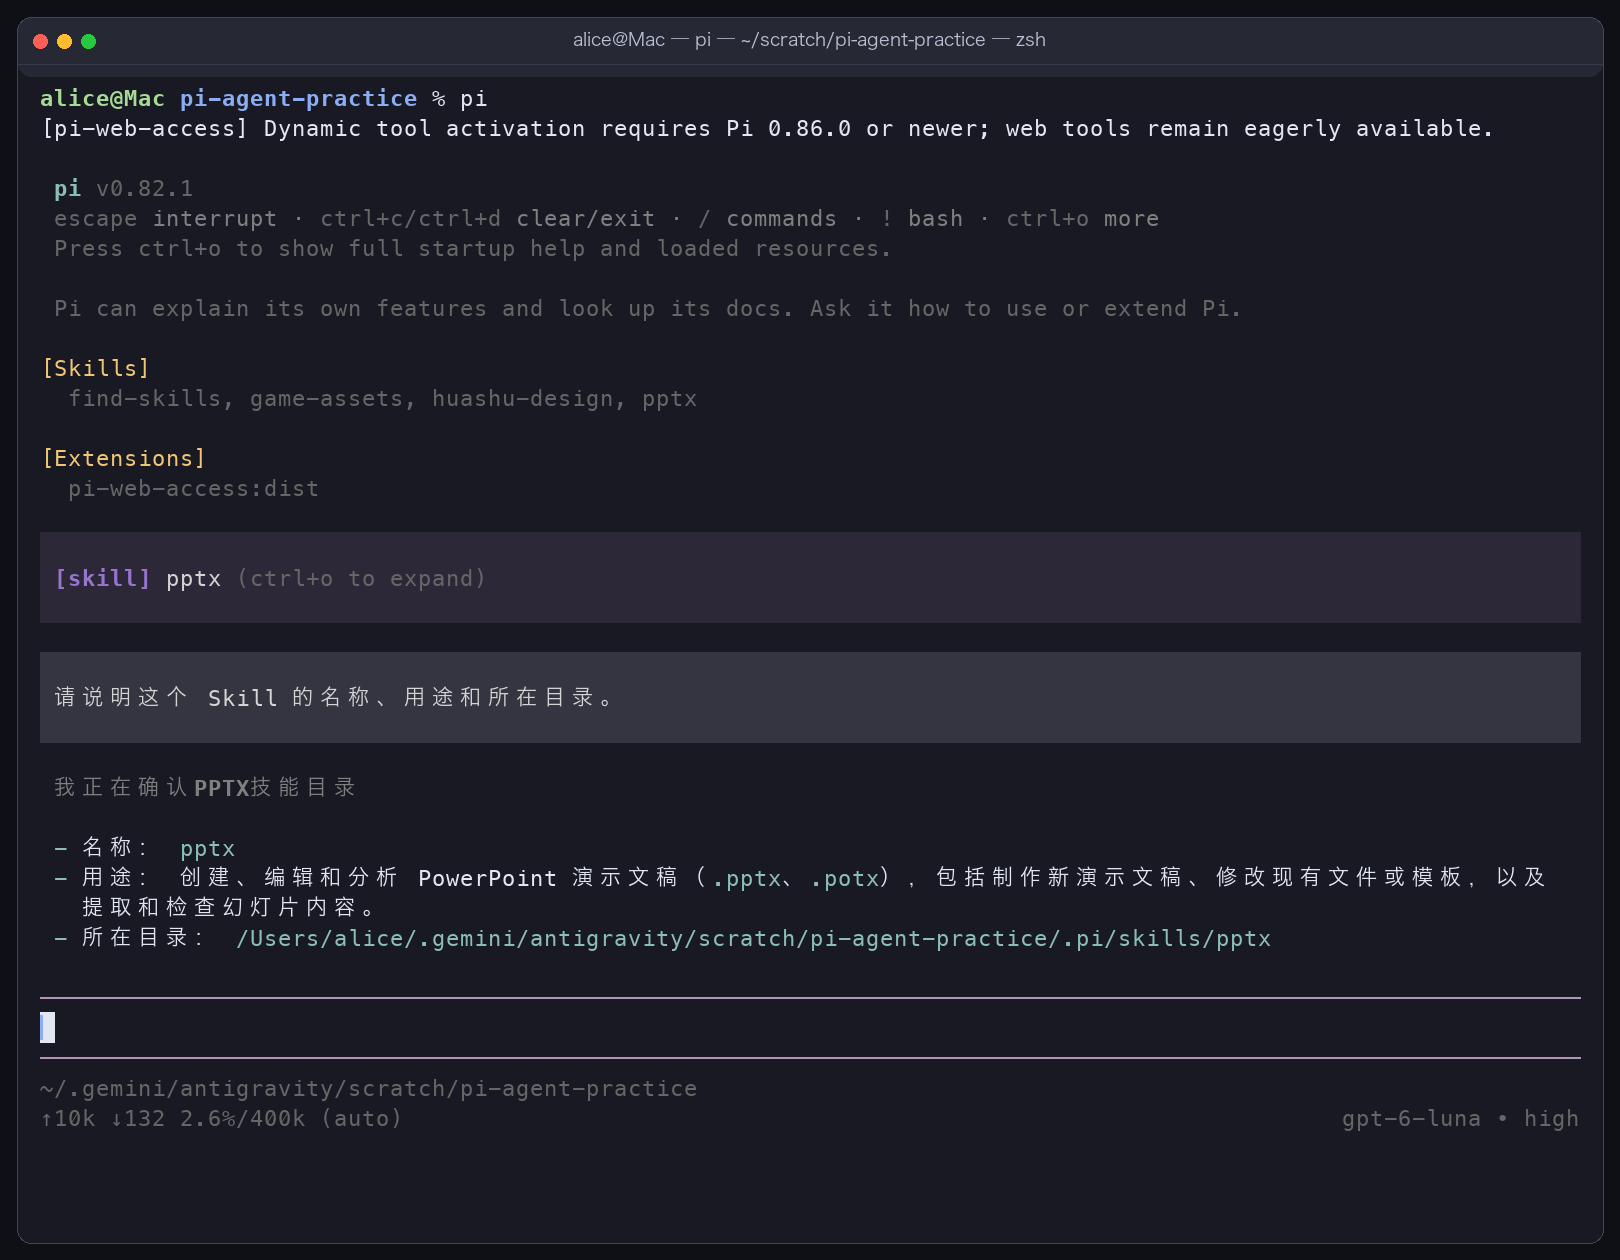 alice@Mac — pi — ~/scratch/pi-agent-practice — zsh
alice@Mac pi-agent-practice % pi
[pi-web-access] Dynamic tool activation requires Pi 0.86.0 or newer; web tools remain eagerly available.
pi v0.82.1
escape interrupt · ctrl+c/ctrl+d clear/exit · / commands · ! bash · ctrl+o more
Press ctrl+o to show full startup help and loaded resources.
Pi can explain its own features and look up its docs. Ask it how to use or extend Pi.
[Skills]
find-skills, game-assets, huashu-design, pptx
[Extensions]
pi-web-access:dist
[skill] pptx (ctrl+o to expand)
请说明这个 Skill 的名称、用途和所在目录。
我正在确认PPTX技能目录
- 名称： pptx
- 用途： 创建、编辑和分析 PowerPoint 演示文稿（.pptx、.potx），包括制作新演示文稿、修改现有文件或模板，以及
提取和检查幻灯片内容。
- 所在目录： /Users/alice/.gemini/antigravity/scratch/pi-agent-practice/.pi/skills/pptx
~/.gemini/antigravity/scratch/pi-agent-practice
↑10k ↓132 2.6%/400k (auto) gpt-6-luna • high